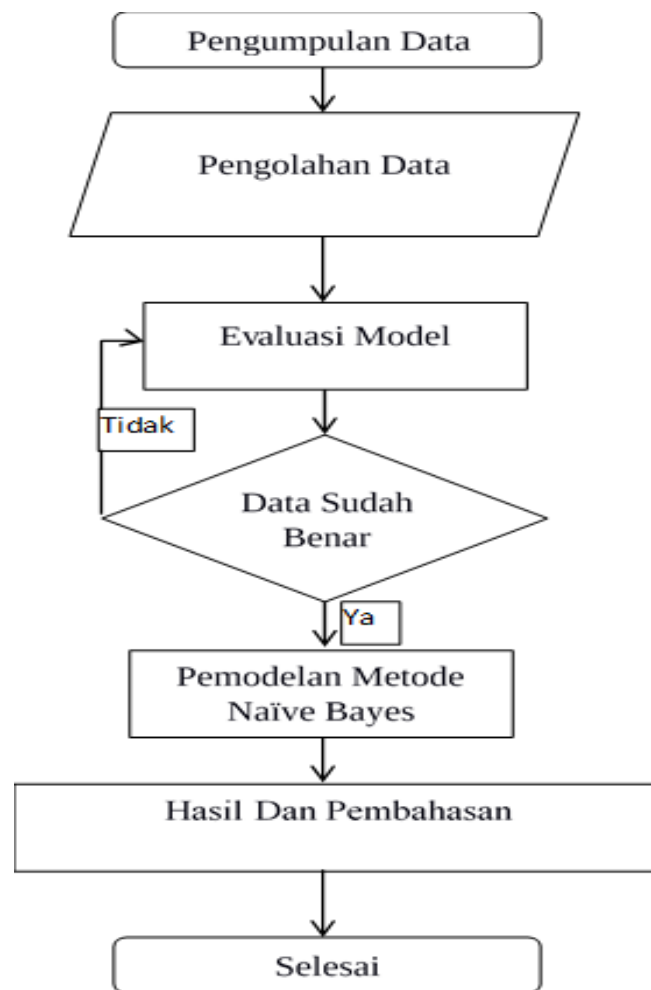 Pengumpulan Data
Pengolahan Data
Evaluasi Model
Tidak
Data Sudah
Benar
Ya
Pemodelan Metode
Naïve Bayes
Hasil Dan Pembahasan
Selesai